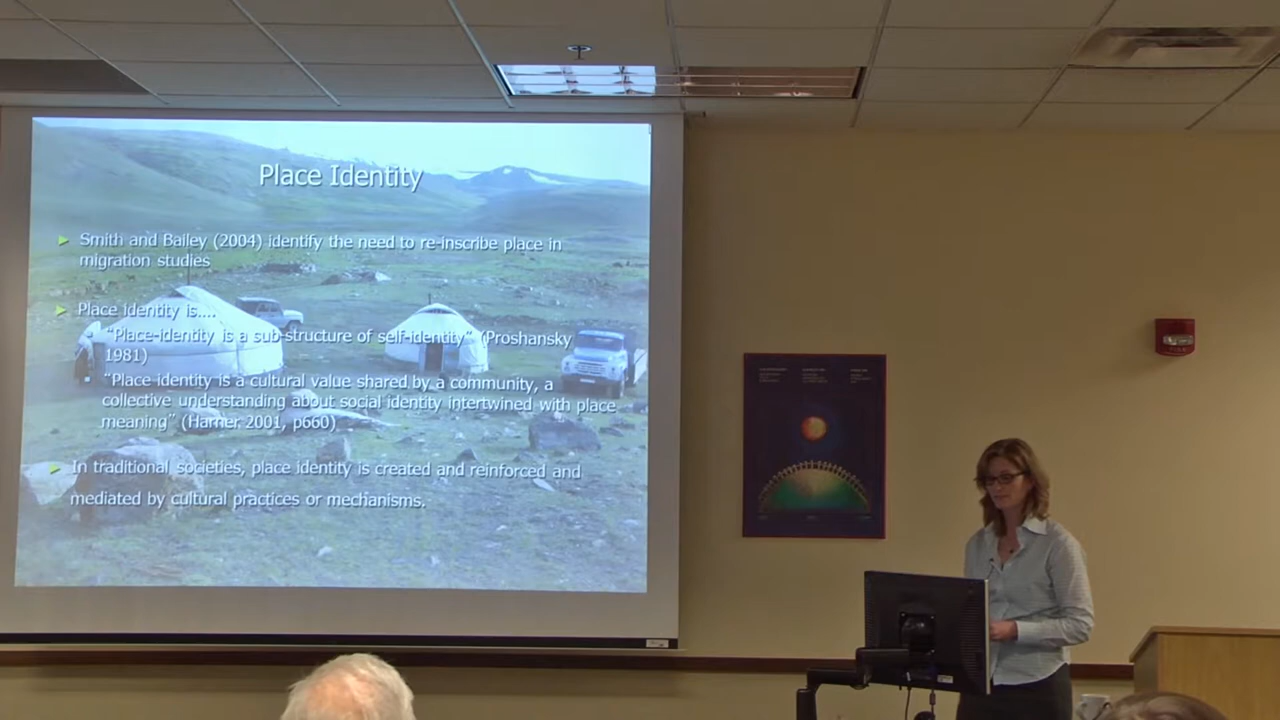 Place Identity
► Smith and Bailey (2004) identify the need to re-inscribe place in
migration studies
► Place identity is....
"Place-identity is a sub-structure of self-identity" (Proshansky
1981)
"Place identity is a cultural value shared by a community, a
collective understanding about social identity intertwined with place
meaning" (Harner 2001, p660)
► In traditional societies, place identity is created and reinforced and
mediated by cultural practices or mechanisms.